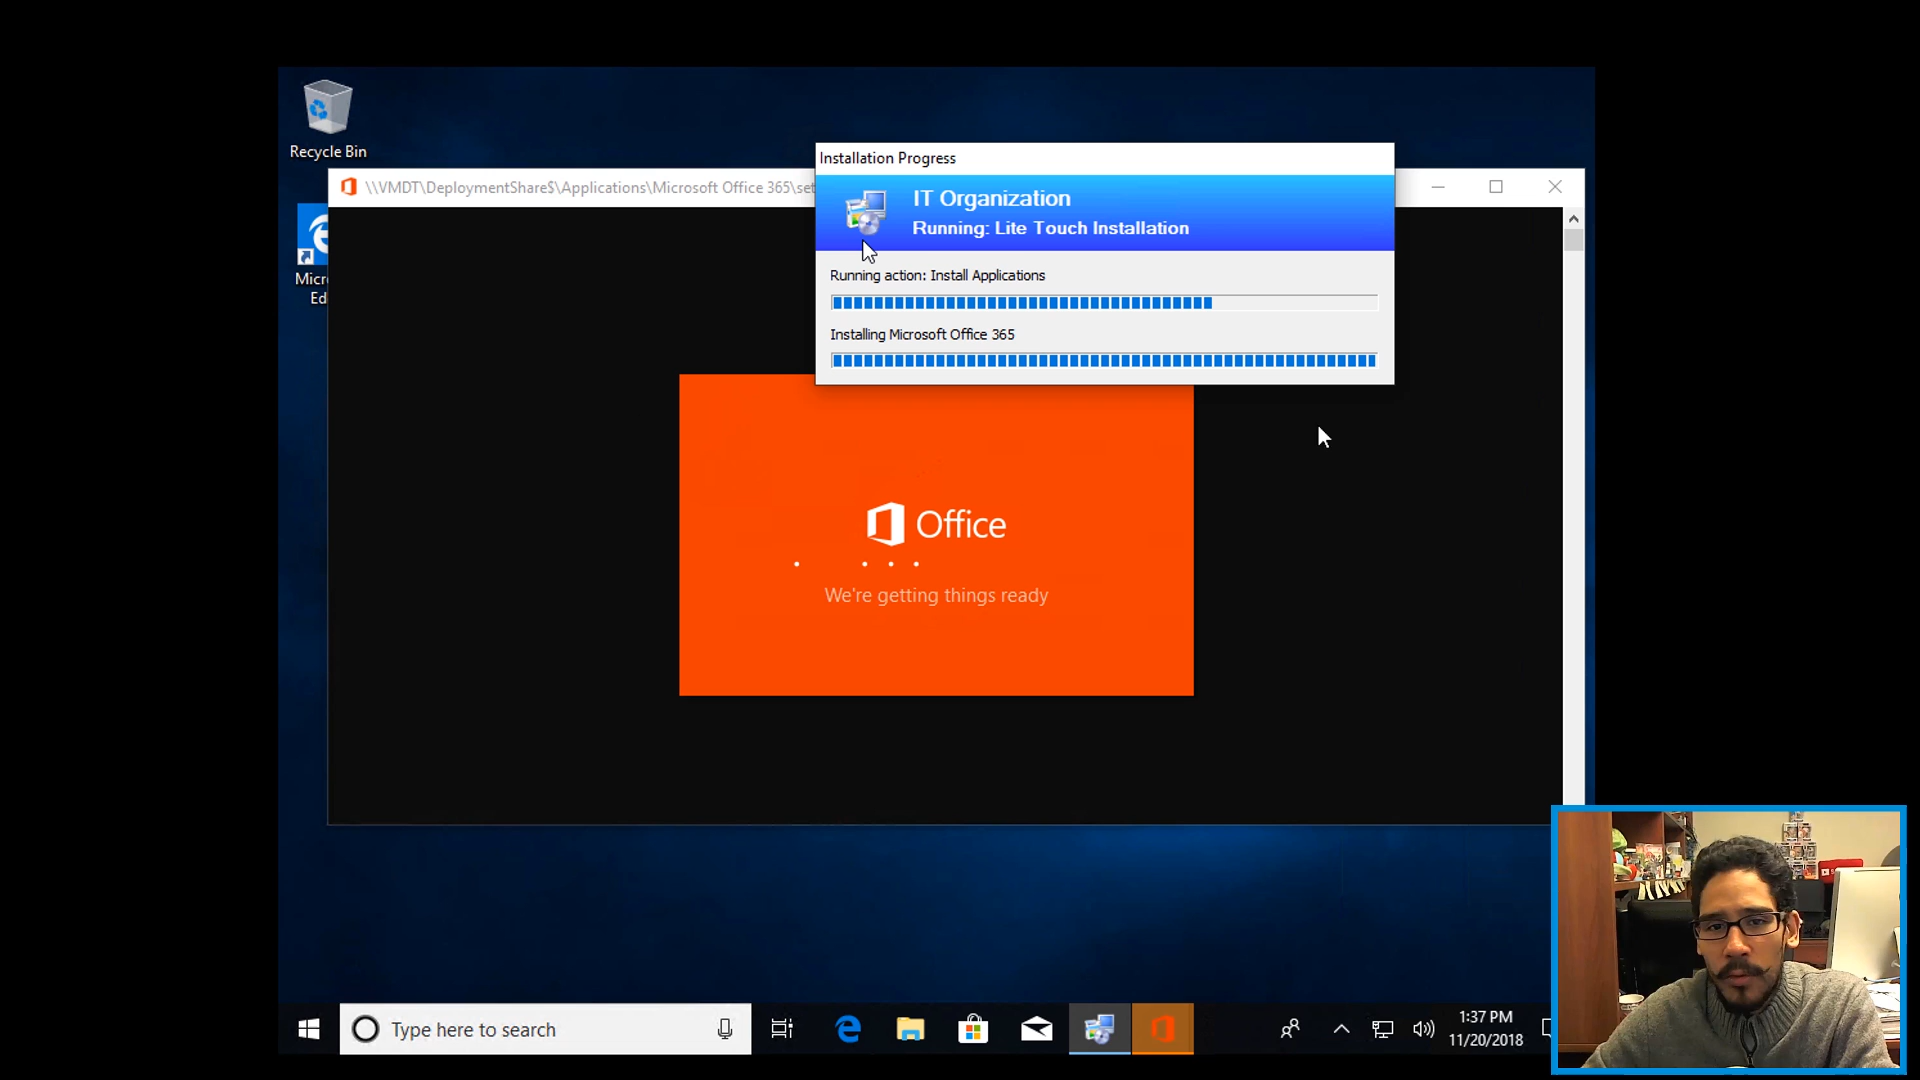 Recycle Bin
Installation Progress
\\VMDT\DeploymentShare$\Applications\Microsoft Office 365\set
IT Organization
Running: Lite Touch Installation
Micr
Ed
Running action: Install Applications
Installing Microsoft Office 365
Office
We're getting things ready
Type here to search
1:37 PM
11/20/2018